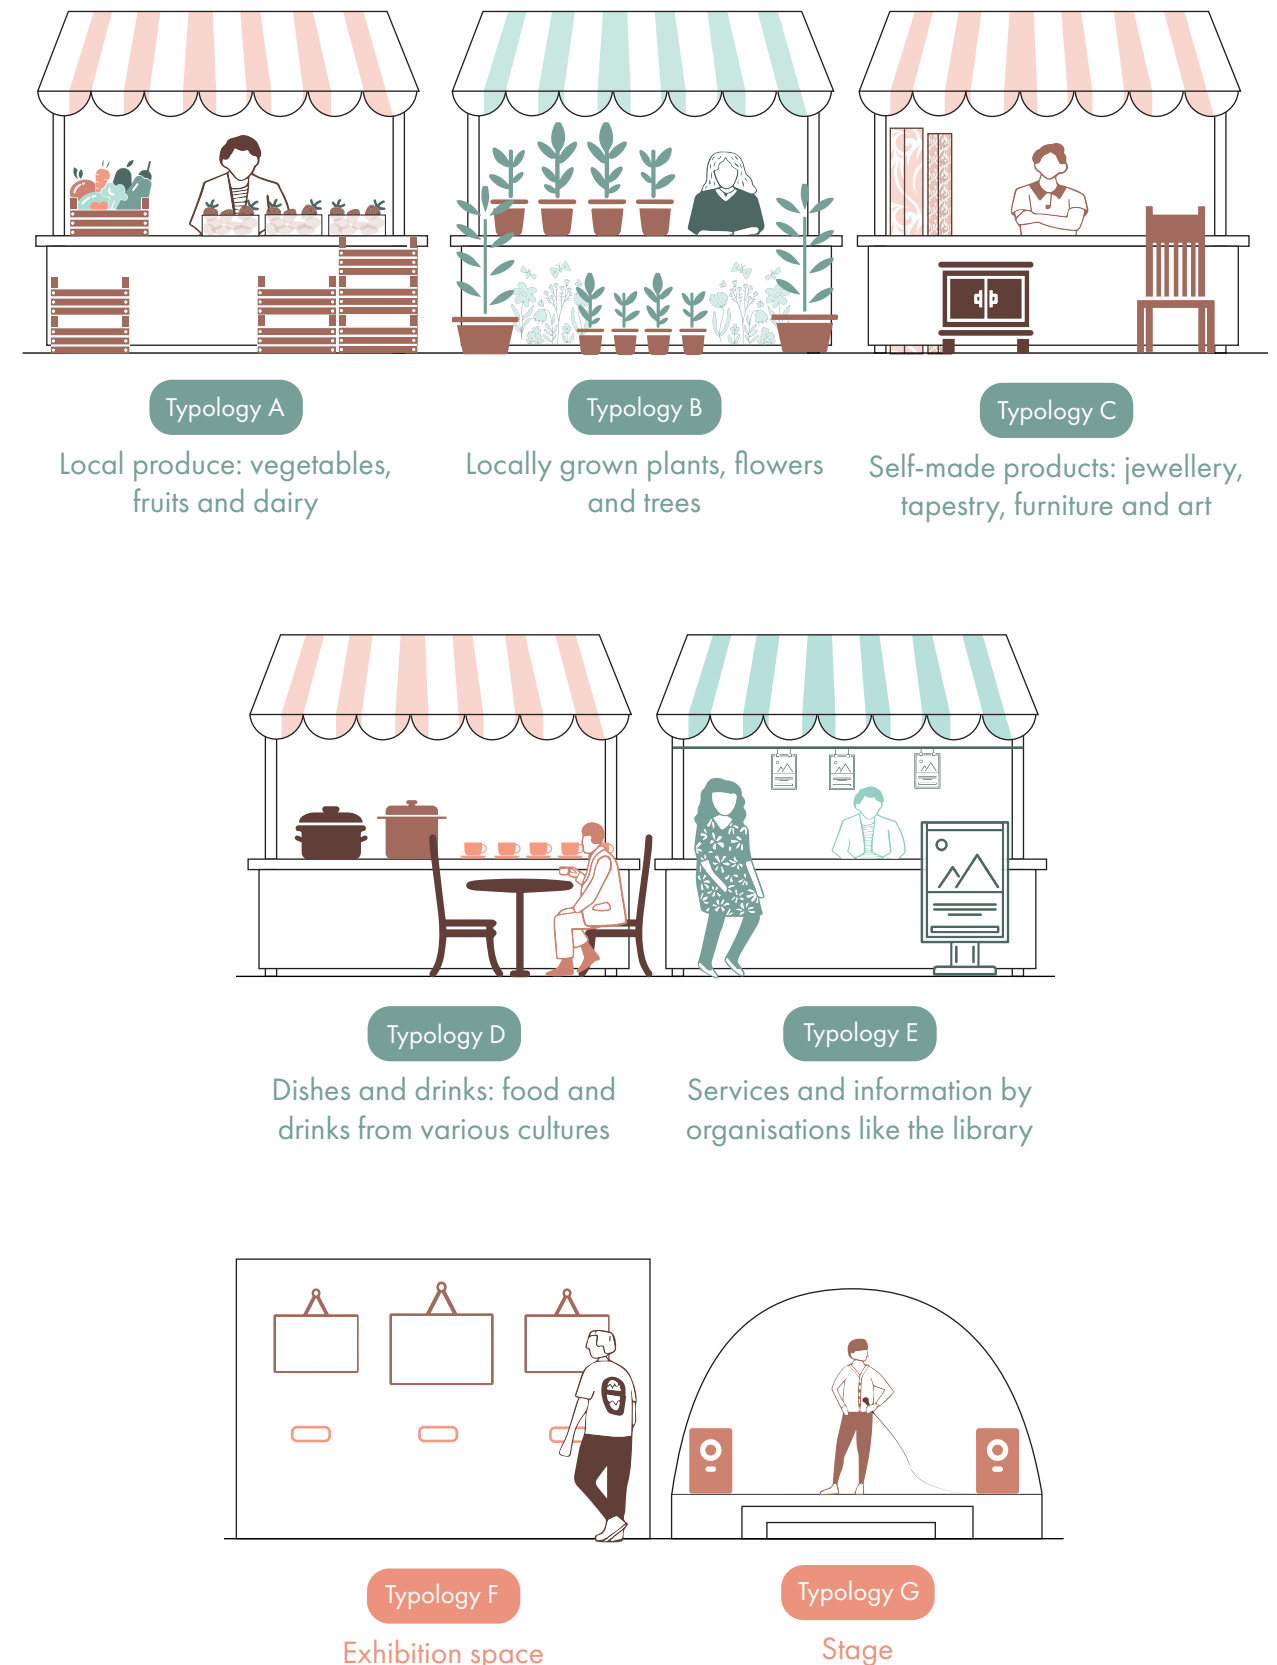 Typology A
Local produce: vegetables,
fruits and dairy
Typology B
Locally grown plants, flowers
and trees
Typology C
Self-made products: jewellery,
tapestry, furniture and art
Typology D
Dishes and drinks: food and
drinks from various cultures
Typology E
Services and information by
organisations like the library
Typology F
Exhibition space
Typology G
Stage